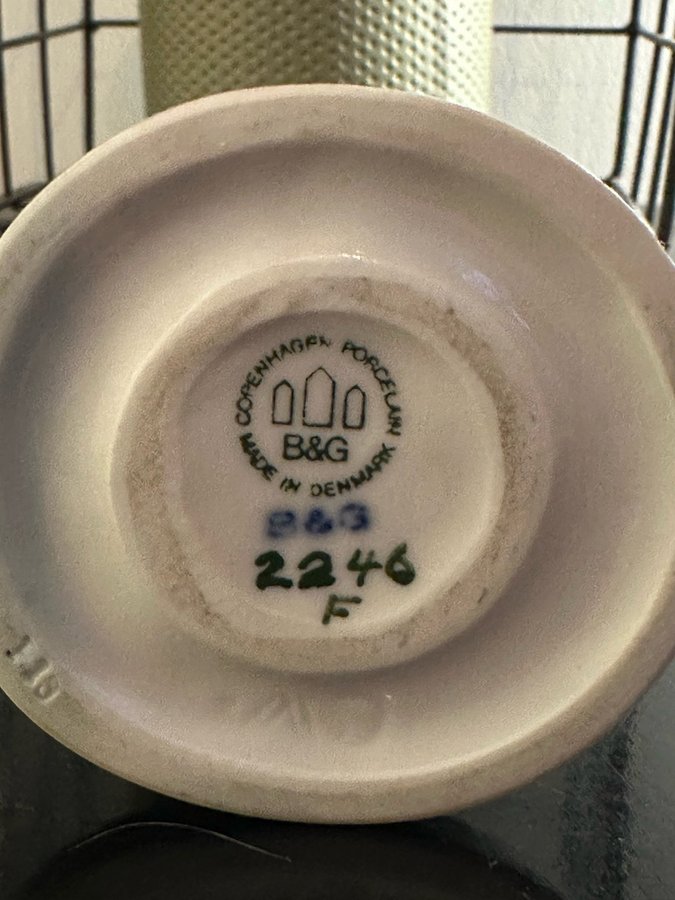 COPENHAGEN PORCELAIN
B&G
MADE IN DENMARK
B&G
2246
F